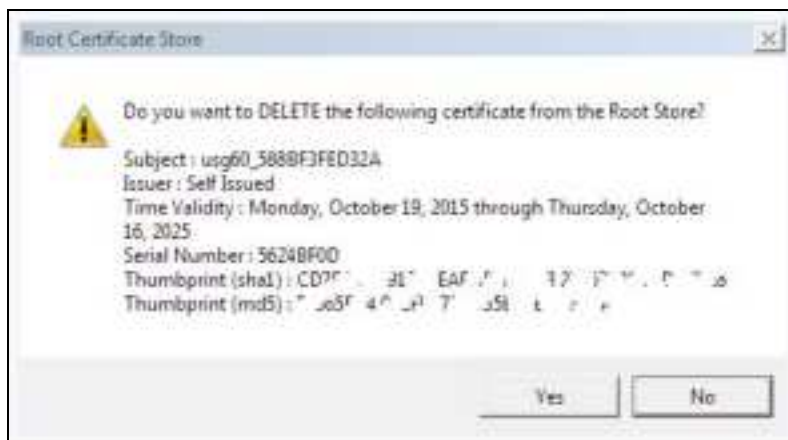 Root Certificate Store
Do you want to DELETE the following certificate from the Root Store?
Subject : usg60_588BF3FED32A
Issuer : Self Issued
Time Validity : Monday, October 19, 2015 through Thursday, October
16, 2025
Serial Number : 5624BF0D
Thumbprint (sha1) :
Thumbprint (md5) :
Yes
No